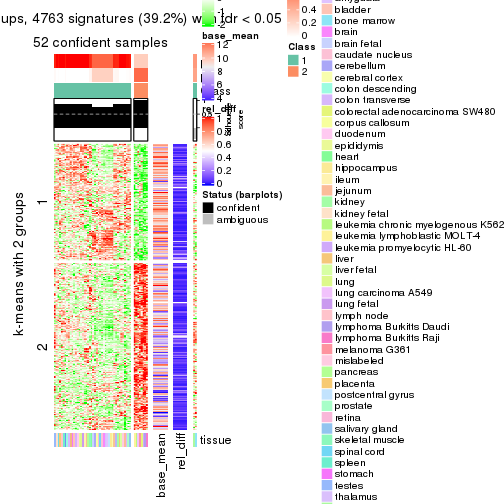 ups, 4763 signatures (39.2%) w
fdr < 0.05
52 confident samples
k-means with 2 groups
1
2
base_mean
rel_diff
tissue
-1
-2
base_mean
12
10
8
6
4
rel_diff
1
0.8
0.6
0.4
0.2
0
Status (barplots)
confident
ambiguous
score
0.4
0.2
0
Class
1
2
bladder
bone marrow
brain
brain fetal
caudate nucleus
cerebellum
cerebral cortex
colon descending
colon transverse
colorectal adenocarcinoma SW480
corpus callosum
duodenum
epididymis
heart
hippocampus
ileum
jejunum
kidney
kidney fetal
leukemia chronic myelogenous K562
leukemia lymphoblastic MOLT-4
leukemia promyelocytic HL-60
liver
liver fetal
lung
lung carcinoma A549
lung fetal
lymph node
lymphoma Burkitts Daudi
lymphoma Burkitts Raji
melanoma G361
mislabeled
pancreas
placenta
postcentral gyrus
prostate
retina
salivary gland
skeletal muscle
spinal cord
spleen
stomach
testes
thalamus